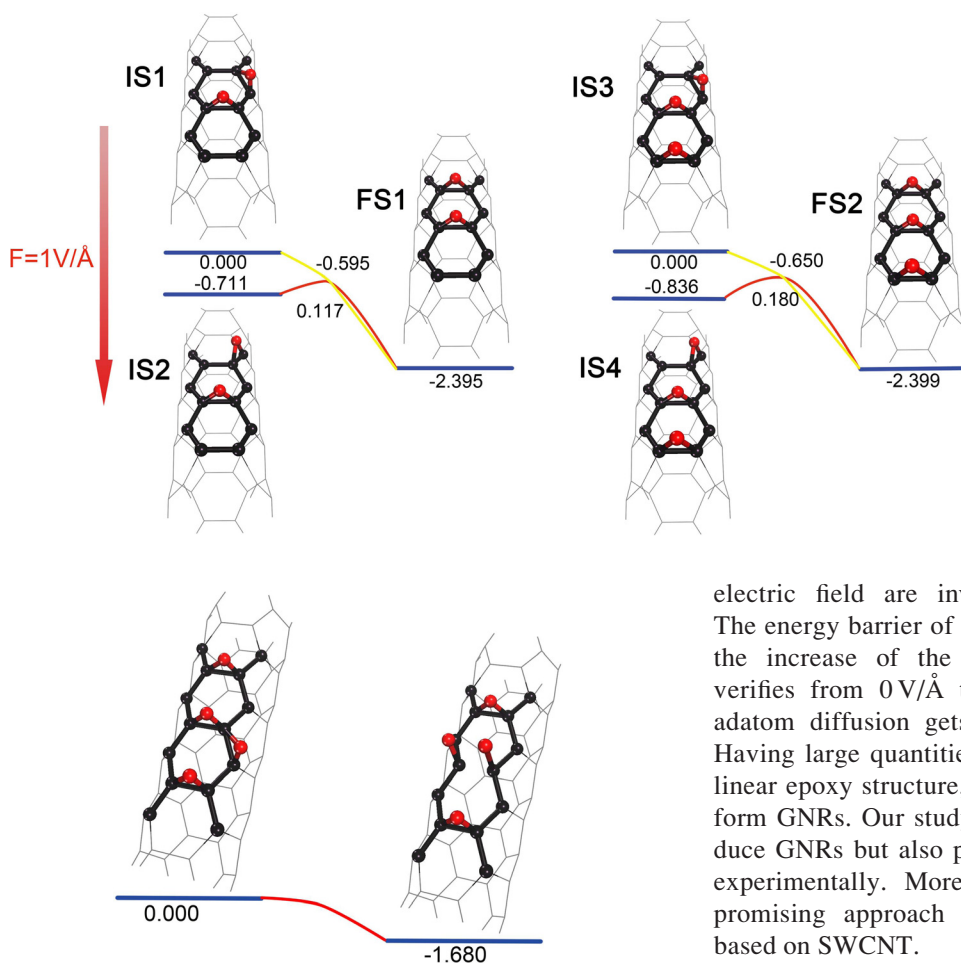 IS1
IS3
FS1
FS2
F=1V/Å
0.000
-0.595
-0.711
0.117
IS2
-2.395
0.000
-0.650
-0.836
0.180
IS4
-2.399
0.000
-1.680
electric field are inv
The energy barrier of
the increase of the
verifies from 0 V/Å t
adatom diffusion gets
Having large quantitie
linear epoxy structure
form GNRs. Our studi
duce GNRs but also p
experimentally. More
promising approach
based on SWCNT.